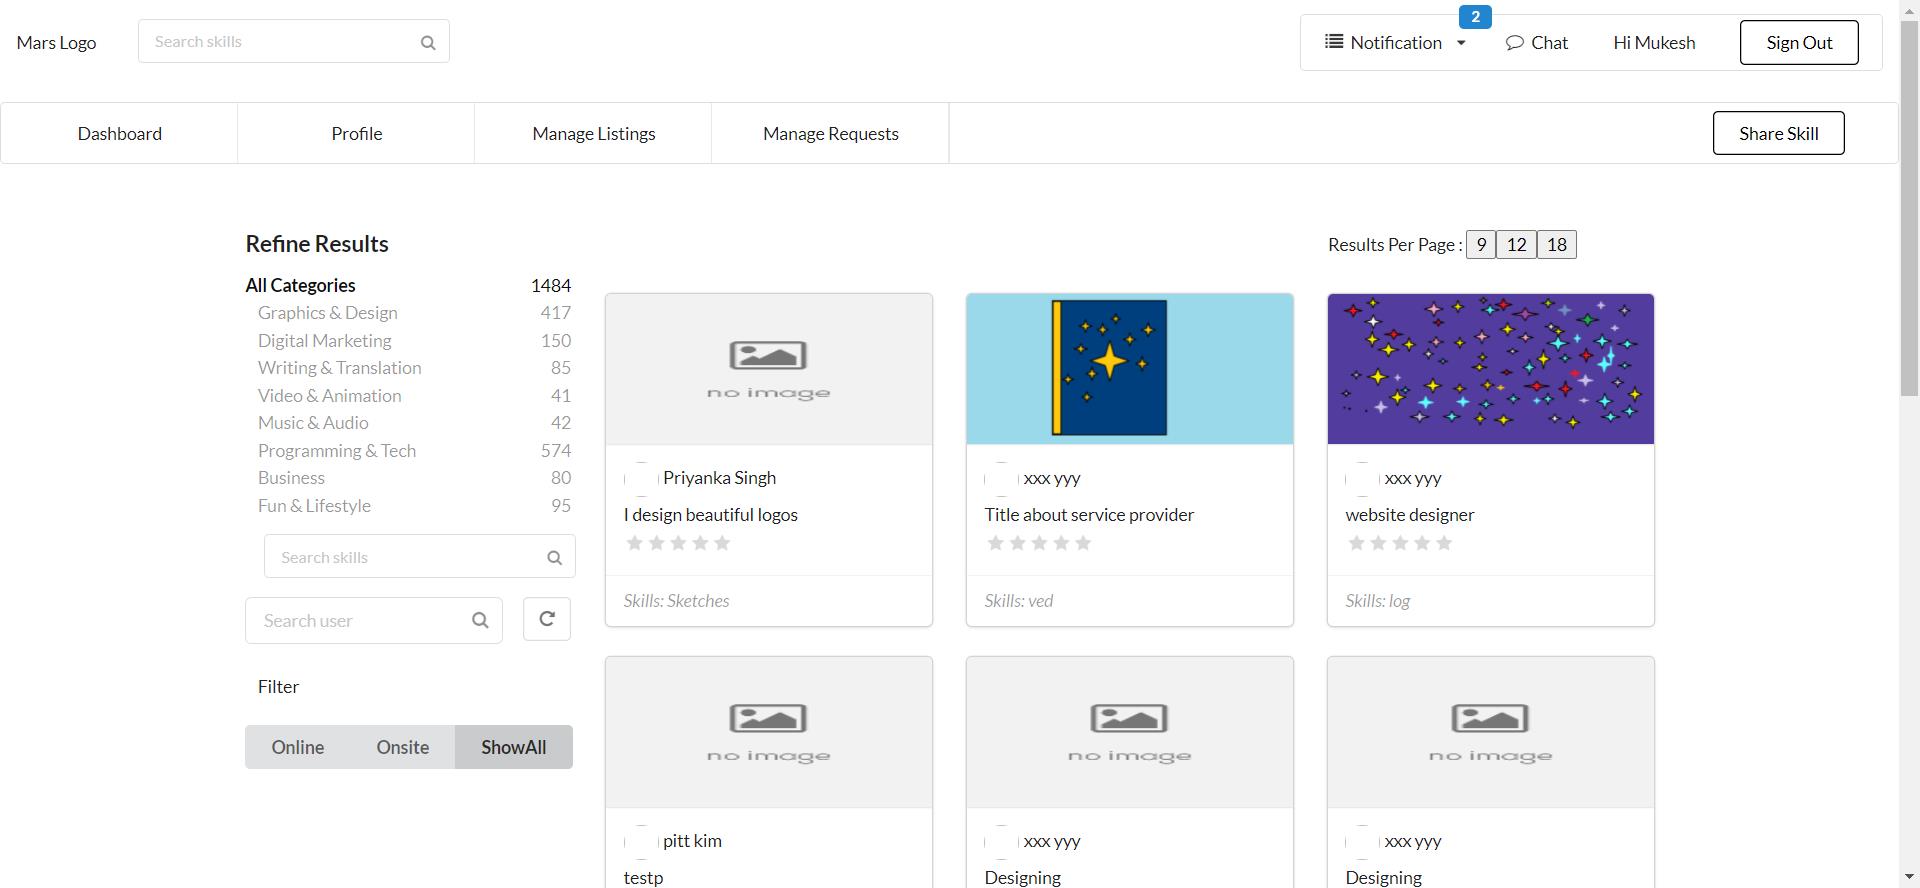 Mars Logo
Search skills
2
Notification
Chat
Hi Mukesh
Sign Out
Dashboard
Profile
Manage Listings
Manage Requests
Share Skill
Refine Results
Results Per Page : 9 12 18
All Categories 1484
Graphics & Design 417
Digital Marketing 150
Writing & Translation 85
Video & Animation 41
Music & Audio 42
Programming & Tech 574
Business 80
Fun & Lifestyle 95
Search skills
Search user
Filter
Online
Onsite
ShowAll
no image
Priyanka Singh
I design beautiful logos
Skills: Sketches
xxx yyy
Title about service provider
Skills: ved
xxx yyy
website designer
Skills: log
no image
pitt kim
testp
no image
xxx yyy
Designing
no image
xxx yyy
Designing